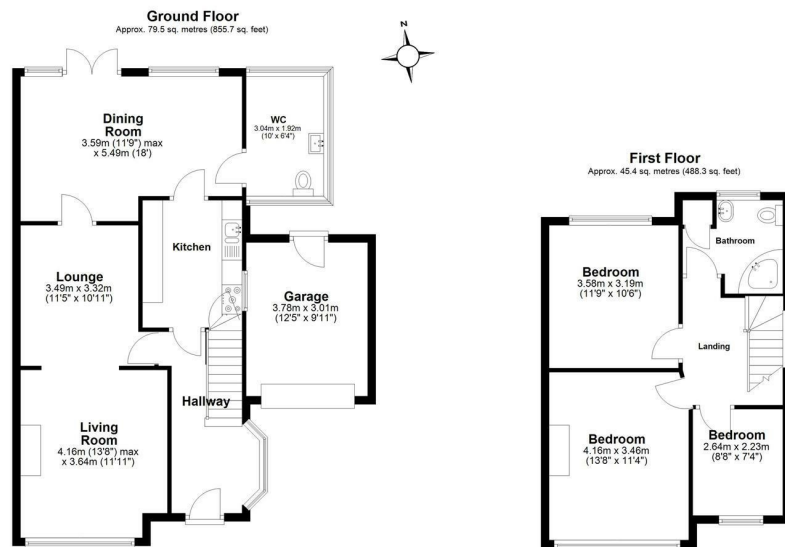 Ground Floor
Approx. 79.5 sq. metres (855.7 sq. feet)
N
Dining
Room
3.59m (11'9") max
x 5.49m (18')
WC
3.04m x 1.92m
(10' x 6'4")
Kitchen
Lounge
3.49m x 3.32m
(11'5" x 10'11")
Garage
3.78m x 3.01m
(12'5" x 9'11")
Hallway
Living
Room
4.16m (13'8") max
x 3.64m (11'11")
First Floor
Approx. 45.4 sq. metres (488.3 sq. feet)
Bathroom
Bedroom
3.58m x 3.19m
(11'9" x 10'6")
Landing
Bedroom
4.16m x 3.46m
(13'8" x 11'4")
Bedroom
2.64m x 2.23m
(8'8" x 7'4")